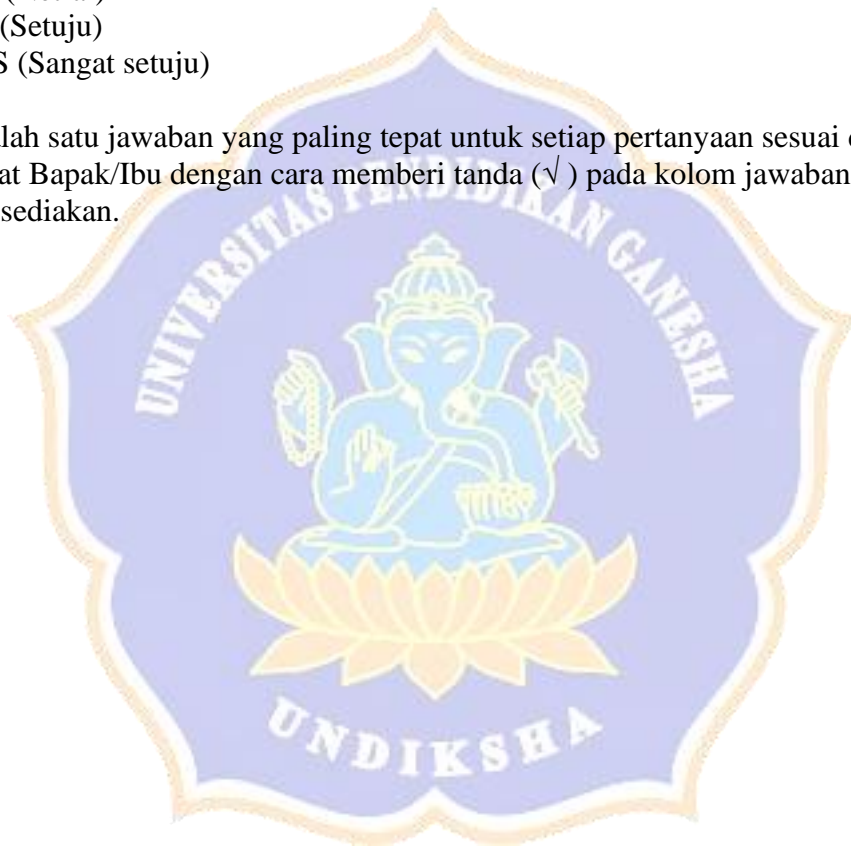 (Setuju)
S (Sangat setuju)
lah satu jawaban yang paling tepat untuk setiap pertanyaan sesuai
at Bapak/Ibu dengan cara memberi tanda (√ ) pada kolom jawaban
sediakan.
UNIVERSITAS PENDIDIKAN GANESHA
UNDIKSHA